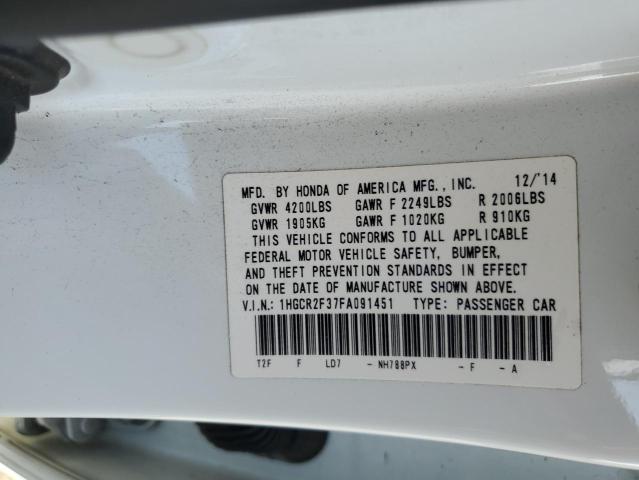 MFD. BY HONDA OF AMERICA MFG., INC. 12/'14
GVWR 4200LBS GAWR F 2249LBS R 2006LBS
GVWR 1905KG GAWR F 1020KG R 910KG
THIS VEHICLE CONFORMS TO ALL APPLICABLE
FEDERAL MOTOR VEHICLE SAFETY, BUMPER,
AND THEFT PREVENTION STANDARDS IN EFFECT
ON THE DATE OF MANUFACTURE SHOWN ABOVE.
V.I.N.: 1HGCR2F37FA091451 TYPE: PASSENGER CAR
T2F F LD7 - NH788PX - F - A